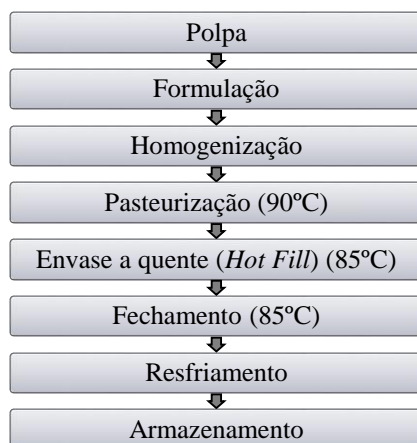 Polpa
Formulação
Homogenização
Pasteurização (90ºC)
Envase a quente (Hot Fill) (85ºC)
Fechamento (85ºC)
Resfriamento
Armazenamento